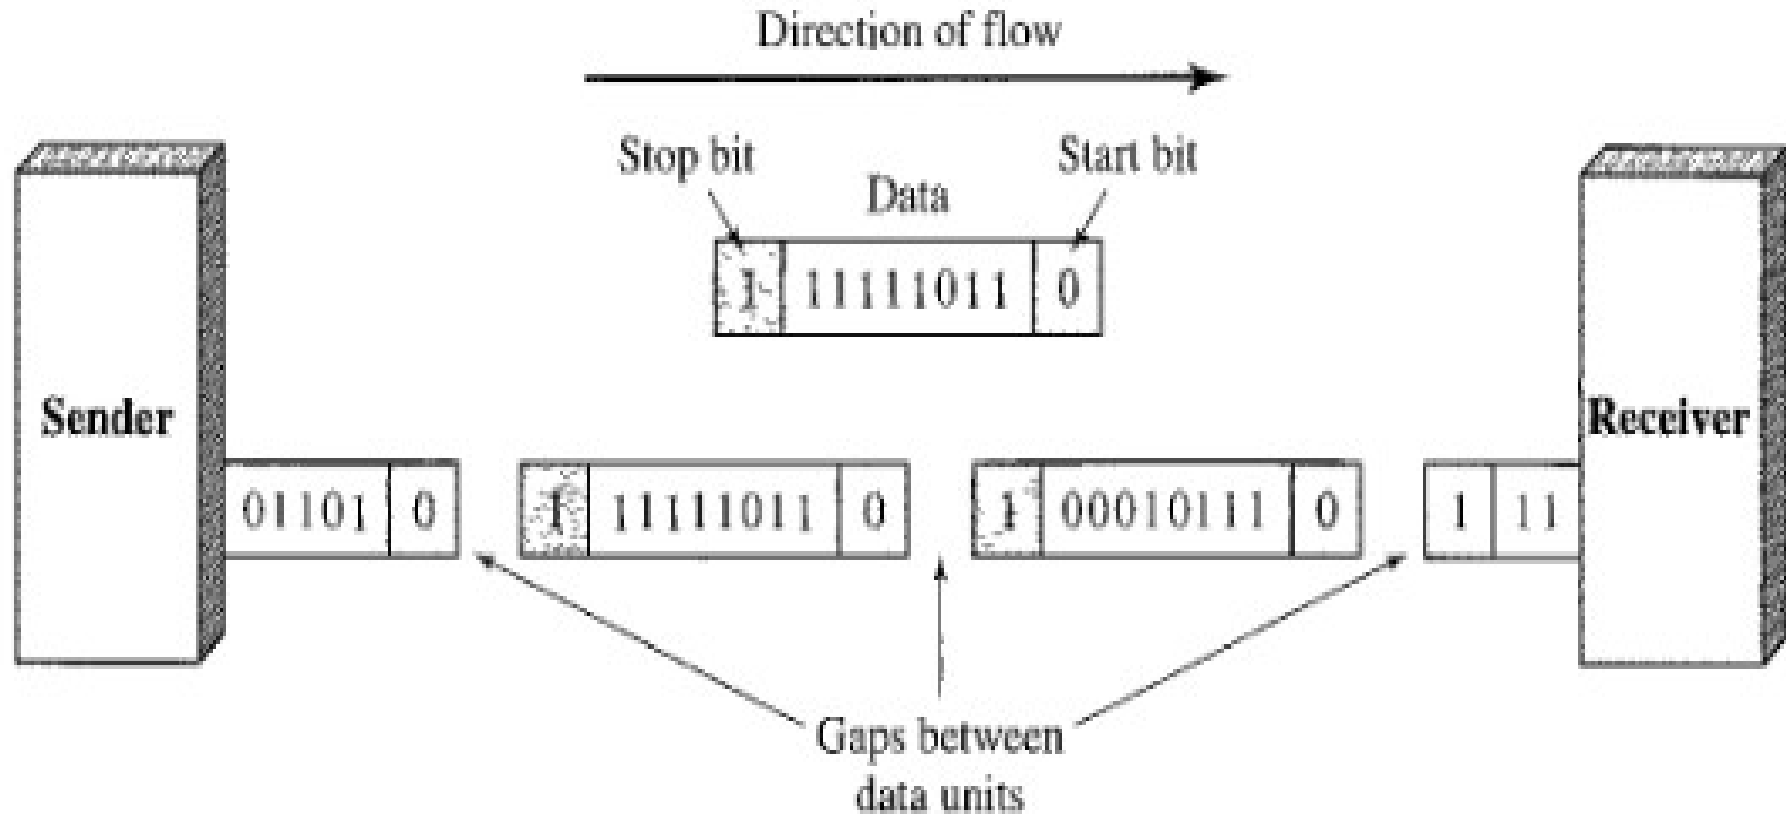 Direction of flow
Stop bit
Start bit
Data
1 11111011 0
Sender
Receiver
01101 0 1 11111011 0 1 00010111 0 1 11
Gaps between
data units